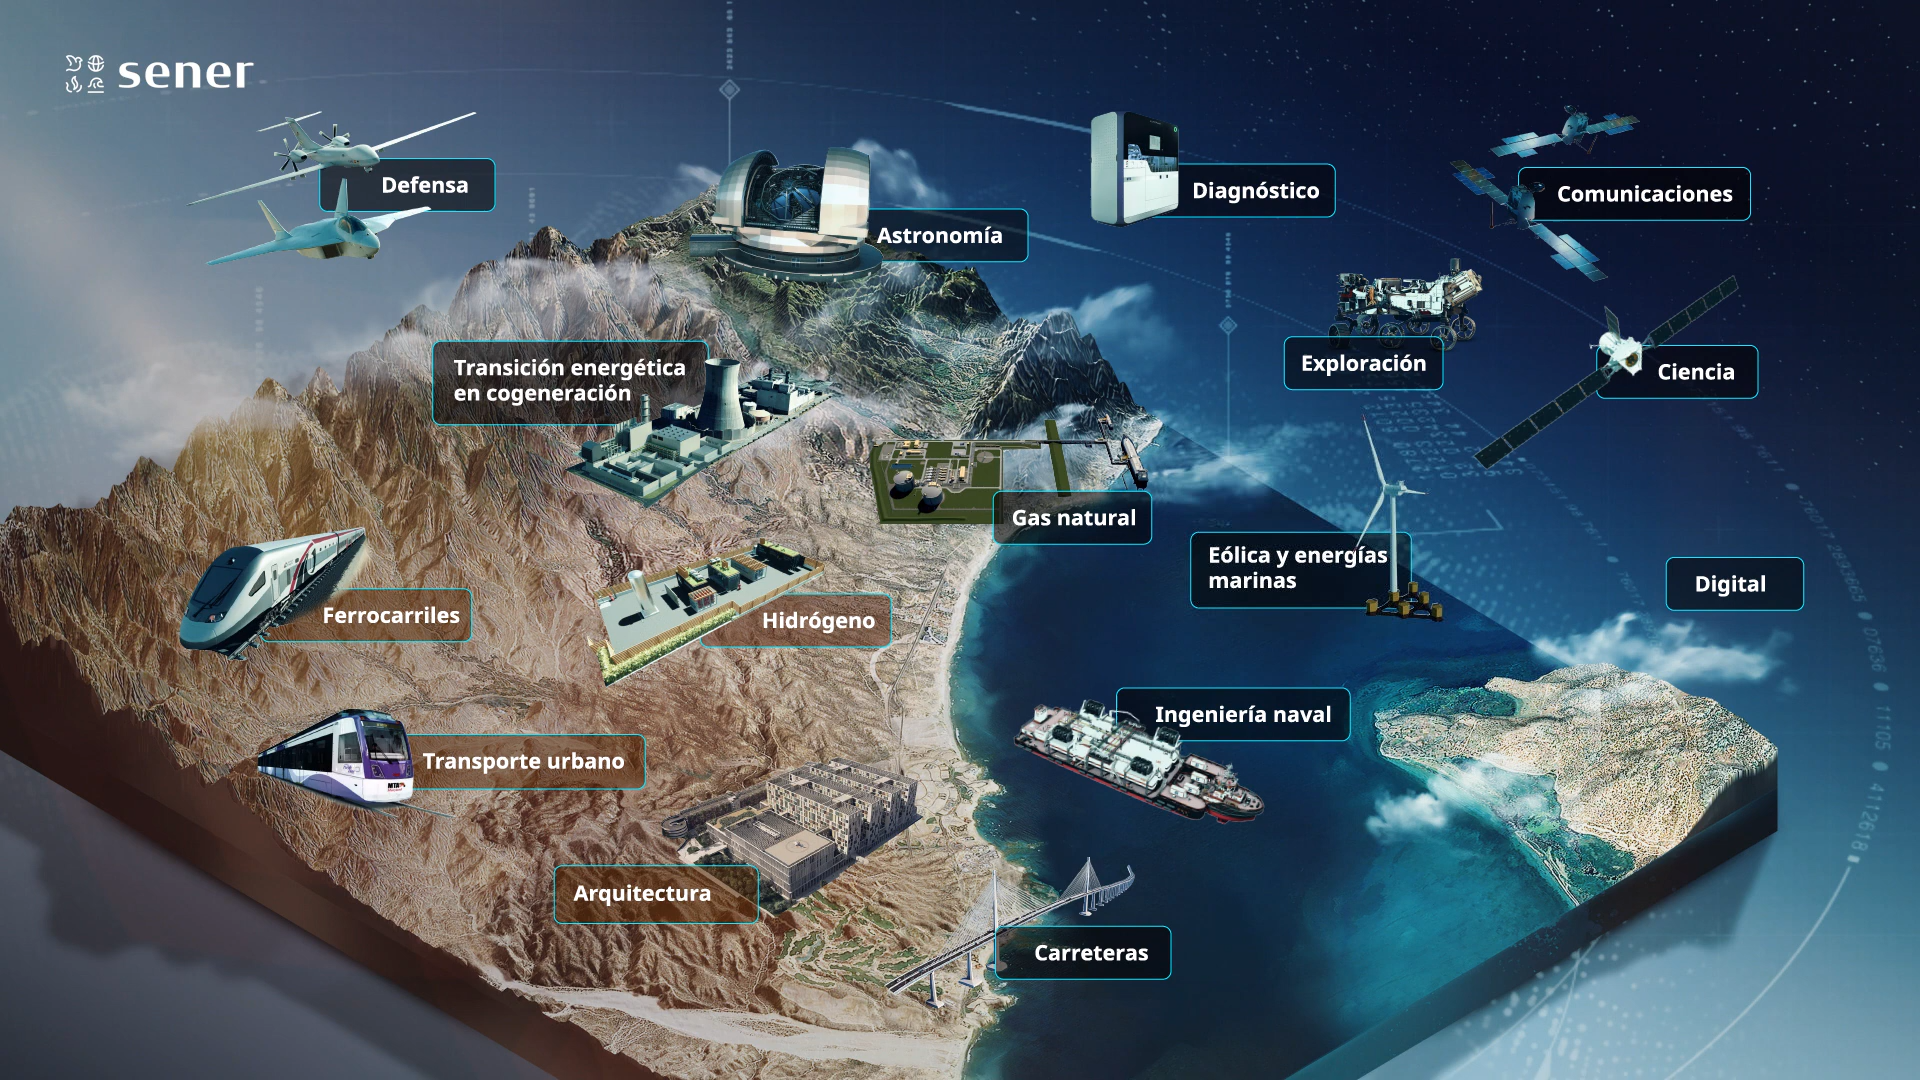 sener
Defensa
Diagnóstico
Comunicaciones
Astronomía
Exploración
Ciencia
Transición energética
en cogeneración
Gas natural
Eólica y energías
marinas
Digital
Ferrocarriles
Hidrógeno
Ingeniería naval
Transporte urbano
Arquitectura
Carreteras